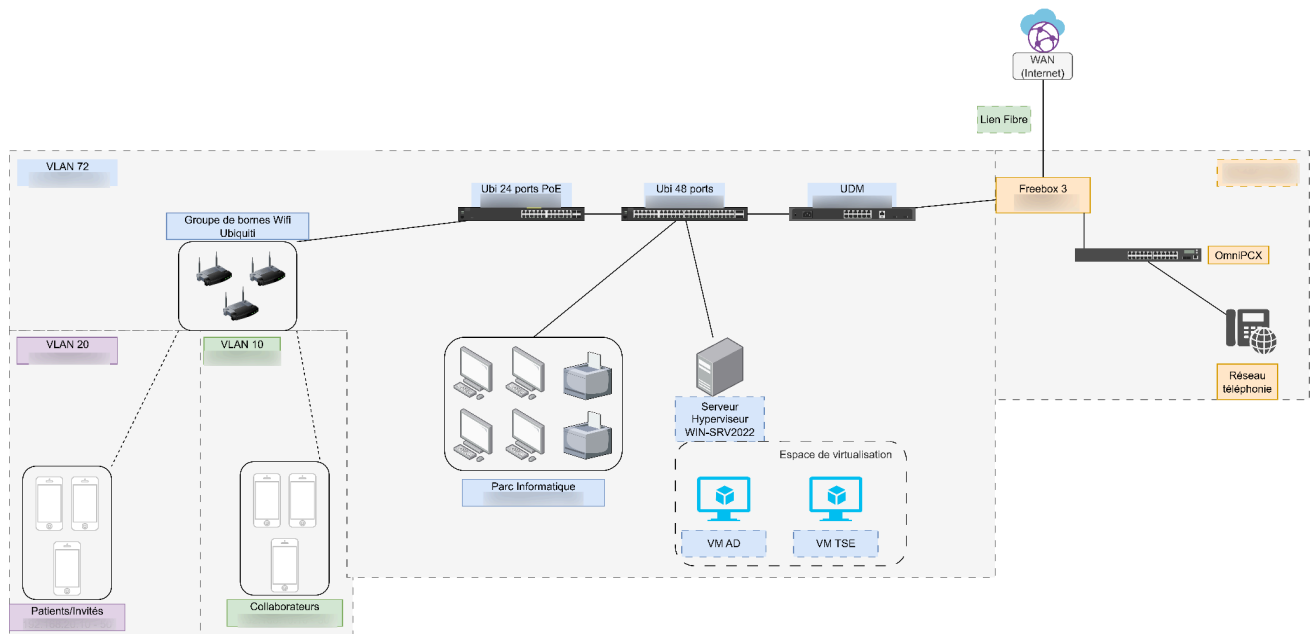 WAN
(Internet)
Lien Fibre
VLAN 72
Ubi 24 ports PoE
Ubi 48 ports
UDM
Freebox 3
Groupe de bornes Wifi
Ubiquiti
OmniPCX
VLAN 20
VLAN 10
Réseau
téléphonie
Serveur
Hyperviseur
WIN-SRV2022
Espace de virtualisation
Parc Informatique
VM AD
VM TSE
Patients/Invités
Collaborateurs